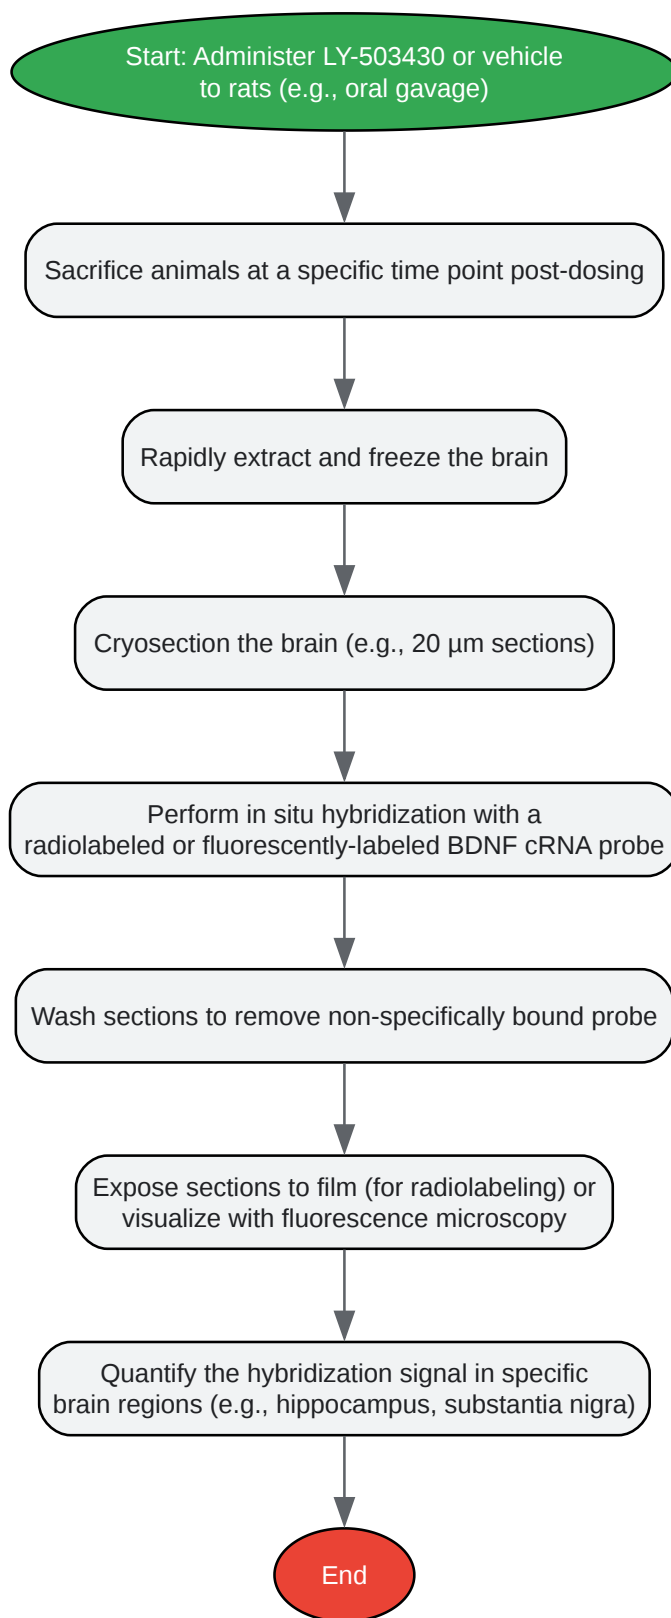 Start: Administer LY-503430 or vehicle
to rats (e.g., oral gavage)
Sacrifice animals at a specific time point post-dosing
Rapidly extract and freeze the brain
Cryosection the brain (e.g., 20 µm sections)
Perform in situ hybridization with a
radiolabeled or fluorescently-labeled BDNF cRNA probe
Wash sections to remove non-specifically bound probe
Expose sections to film (for radiolabeling) or
visualize with fluorescence microscopy
Quantify the hybridization signal in specific
brain regions (e.g., hippocampus, substantia nigra)
End